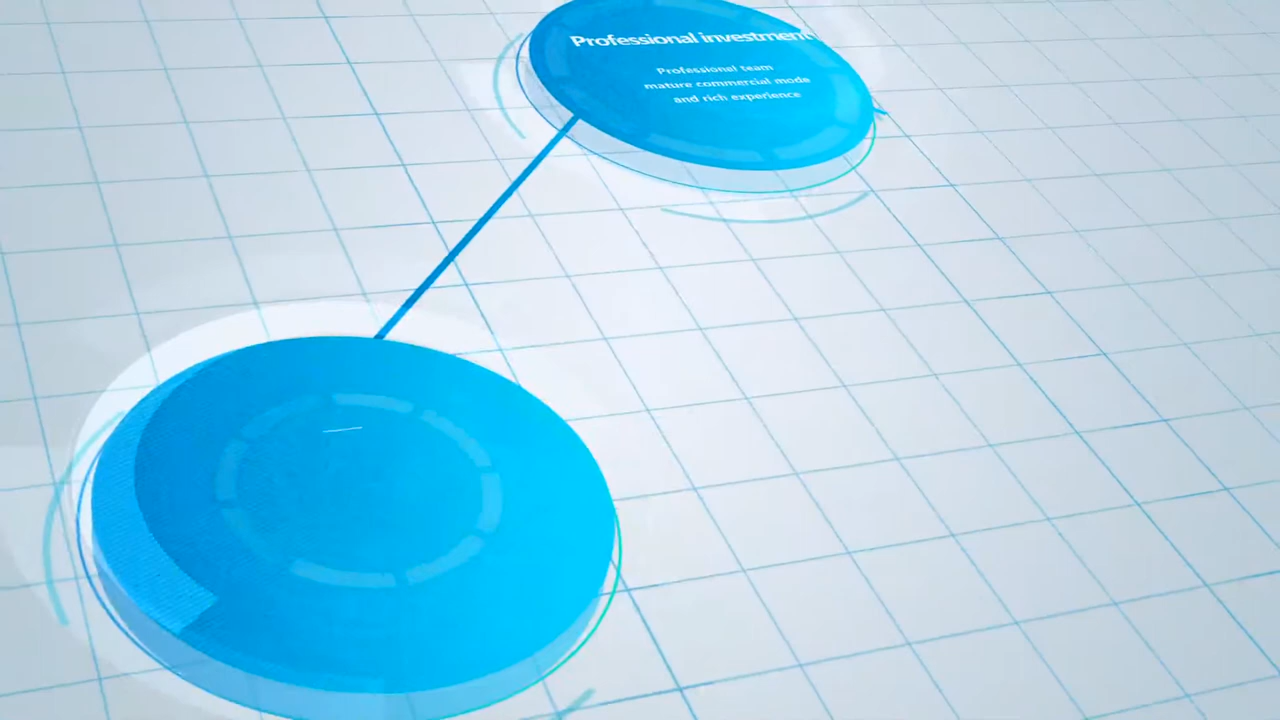 Professional investment
Professional team
mature commercial mode
and rich experience